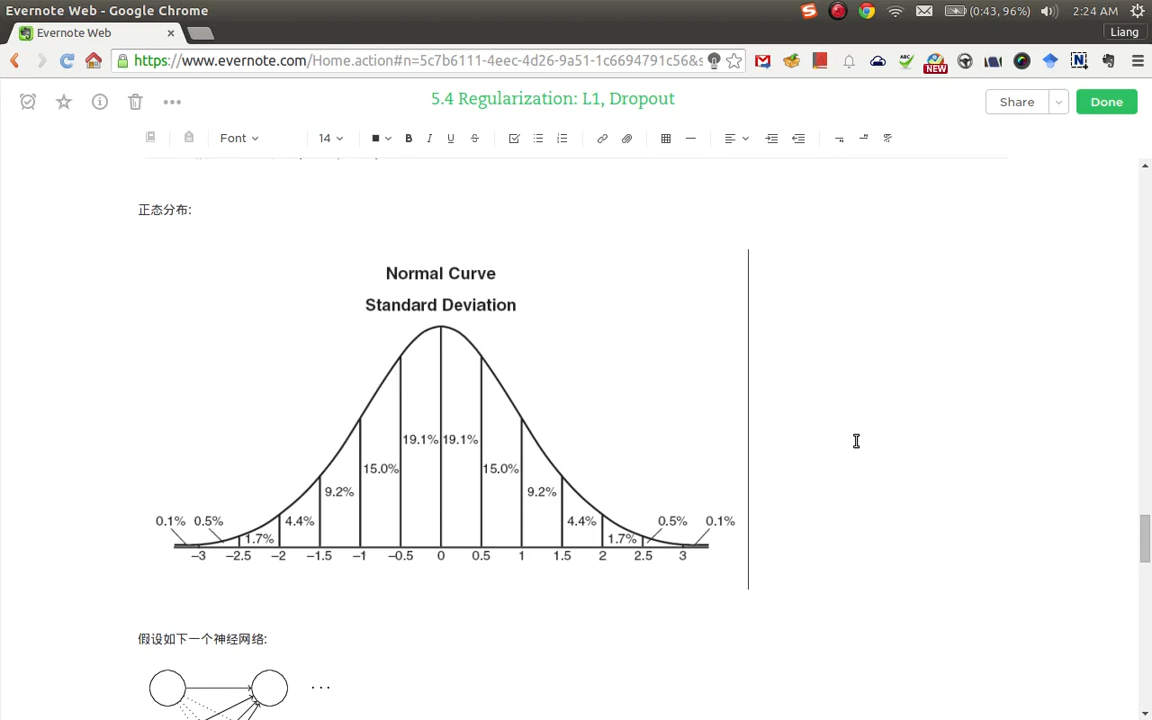 Evernote Web - Google Chrome
(0:43, 96%)
2:24 AM
Evernote Web
Liang
https://www.evernote.com/Home.action#n=5c7b6111-4eec-4d26-9a51-1c6694791c56&s
NEW
5.4 Regularization: L1, Dropout
Share
Done
Font
14
B
I
U
正态分布:
Normal Curve
Standard Deviation
19.1% 19.1%
15.0% 15.0%
9.2% 9.2%
0.1% 0.5% 4.4% 4.4% 0.5% 0.1%
1.7% 1.7%
−3 −2.5 −2 −1.5 −1 −0.5 0 0.5 1 1.5 2 2.5 3
假设如下一个神经网络:
...